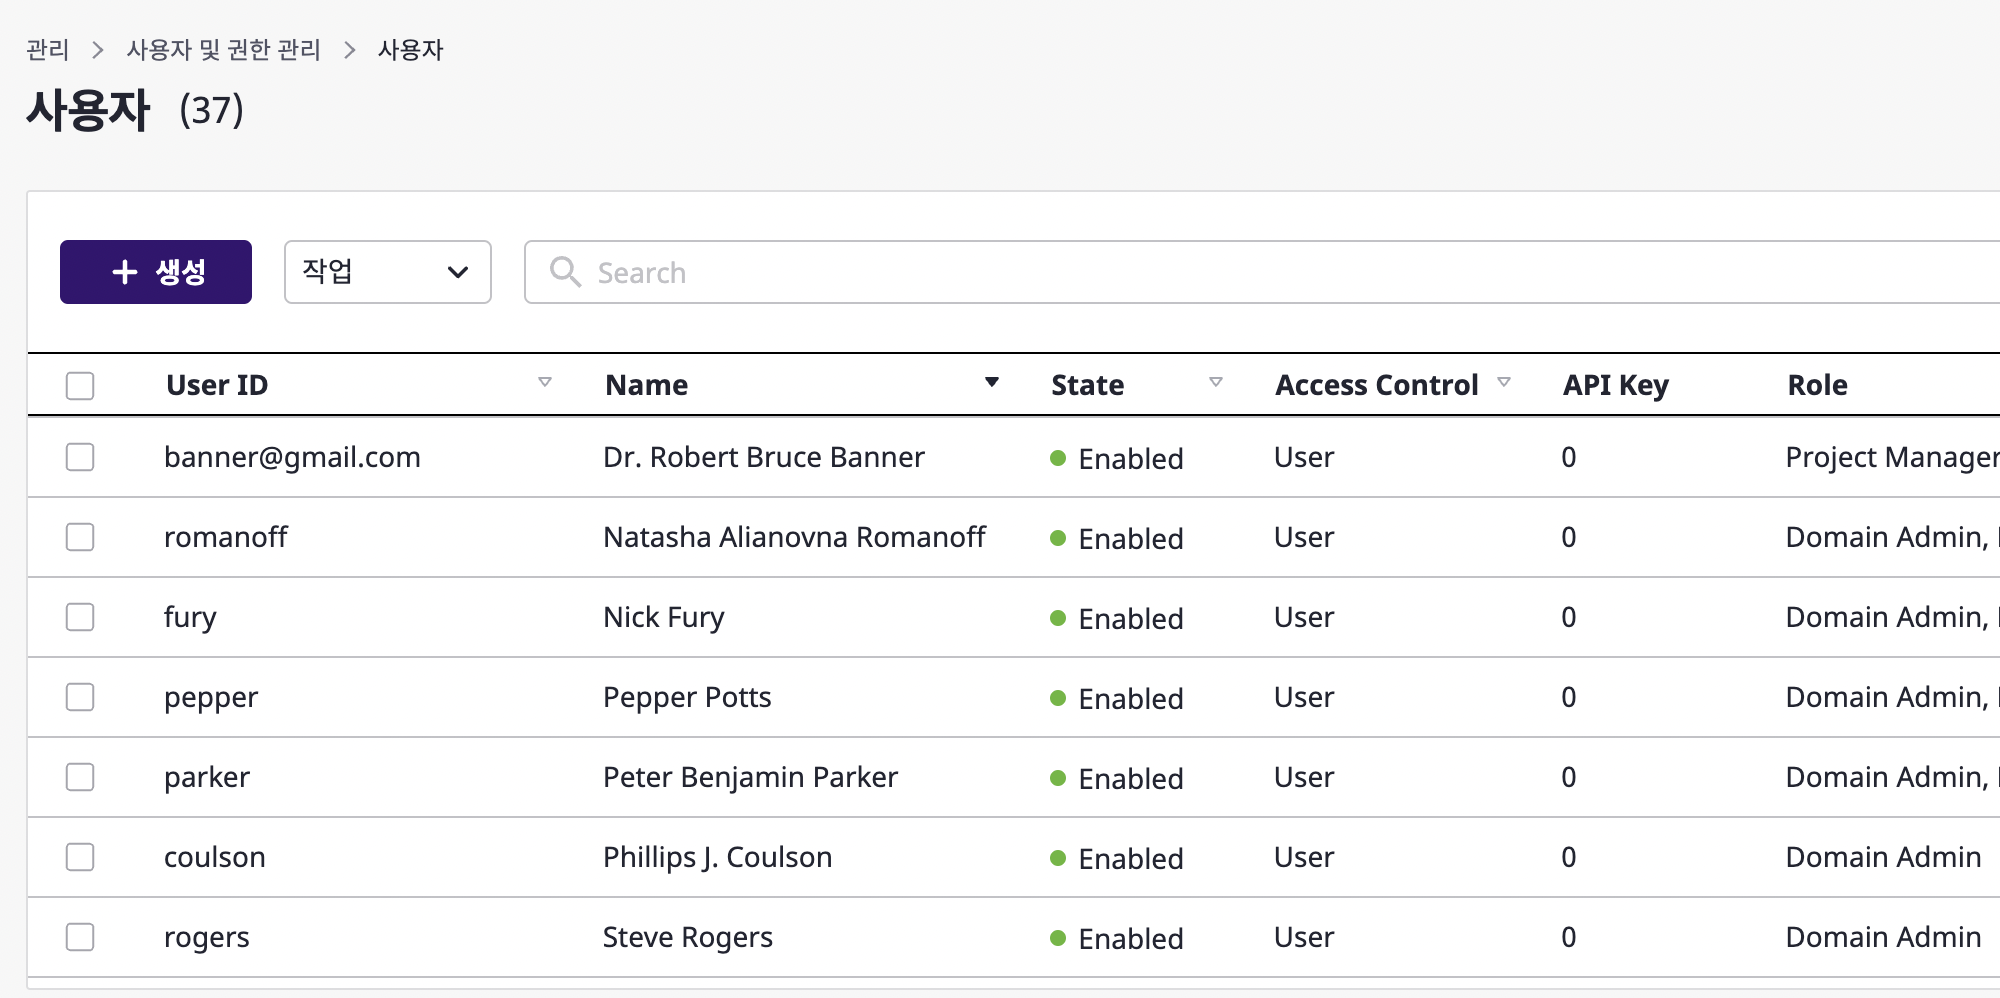 관리 > 사용자 및 권한 관리 > 사용자
사용자 (37)
+ 생성 작업 Search
User ID Name State Access Control API Key Role
banner@gmail.com Dr. Robert Bruce Banner Enabled User 0 Project Manager
romanoff Natasha Alianovna Romanoff Enabled User 0 Domain Admin,
fury Nick Fury Enabled User 0 Domain Admin,
pepper Pepper Potts Enabled User 0 Domain Admin,
parker Peter Benjamin Parker Enabled User 0 Domain Admin,
coulson Phillips J. Coulson Enabled User 0 Domain Admin
rogers Steve Rogers Enabled User 0 Domain Admin